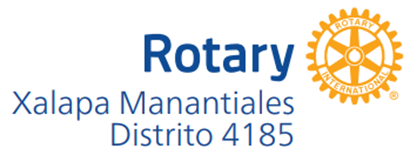 Rotary
Xalapa Manantiales
Distrito 4185
ROTARY
INTERNATIONAL
®